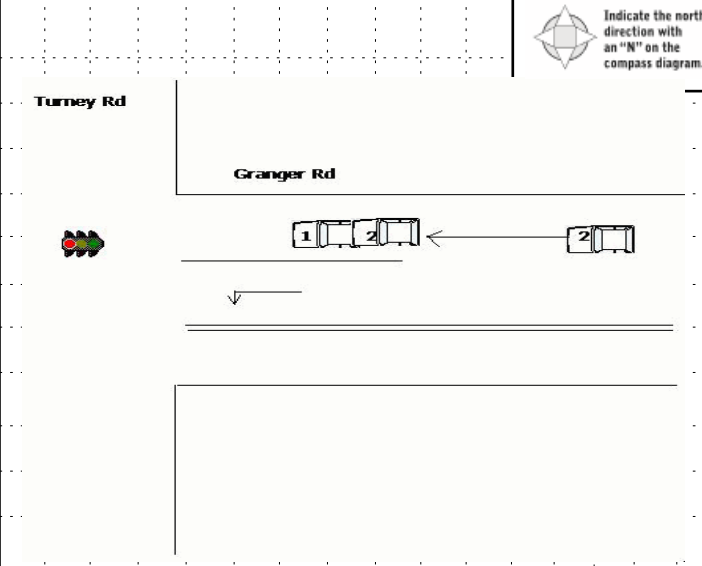 Indicate the north
direction with
an "N" on the
compass diagram.
Turney Rd
Granger Rd
1
2
2